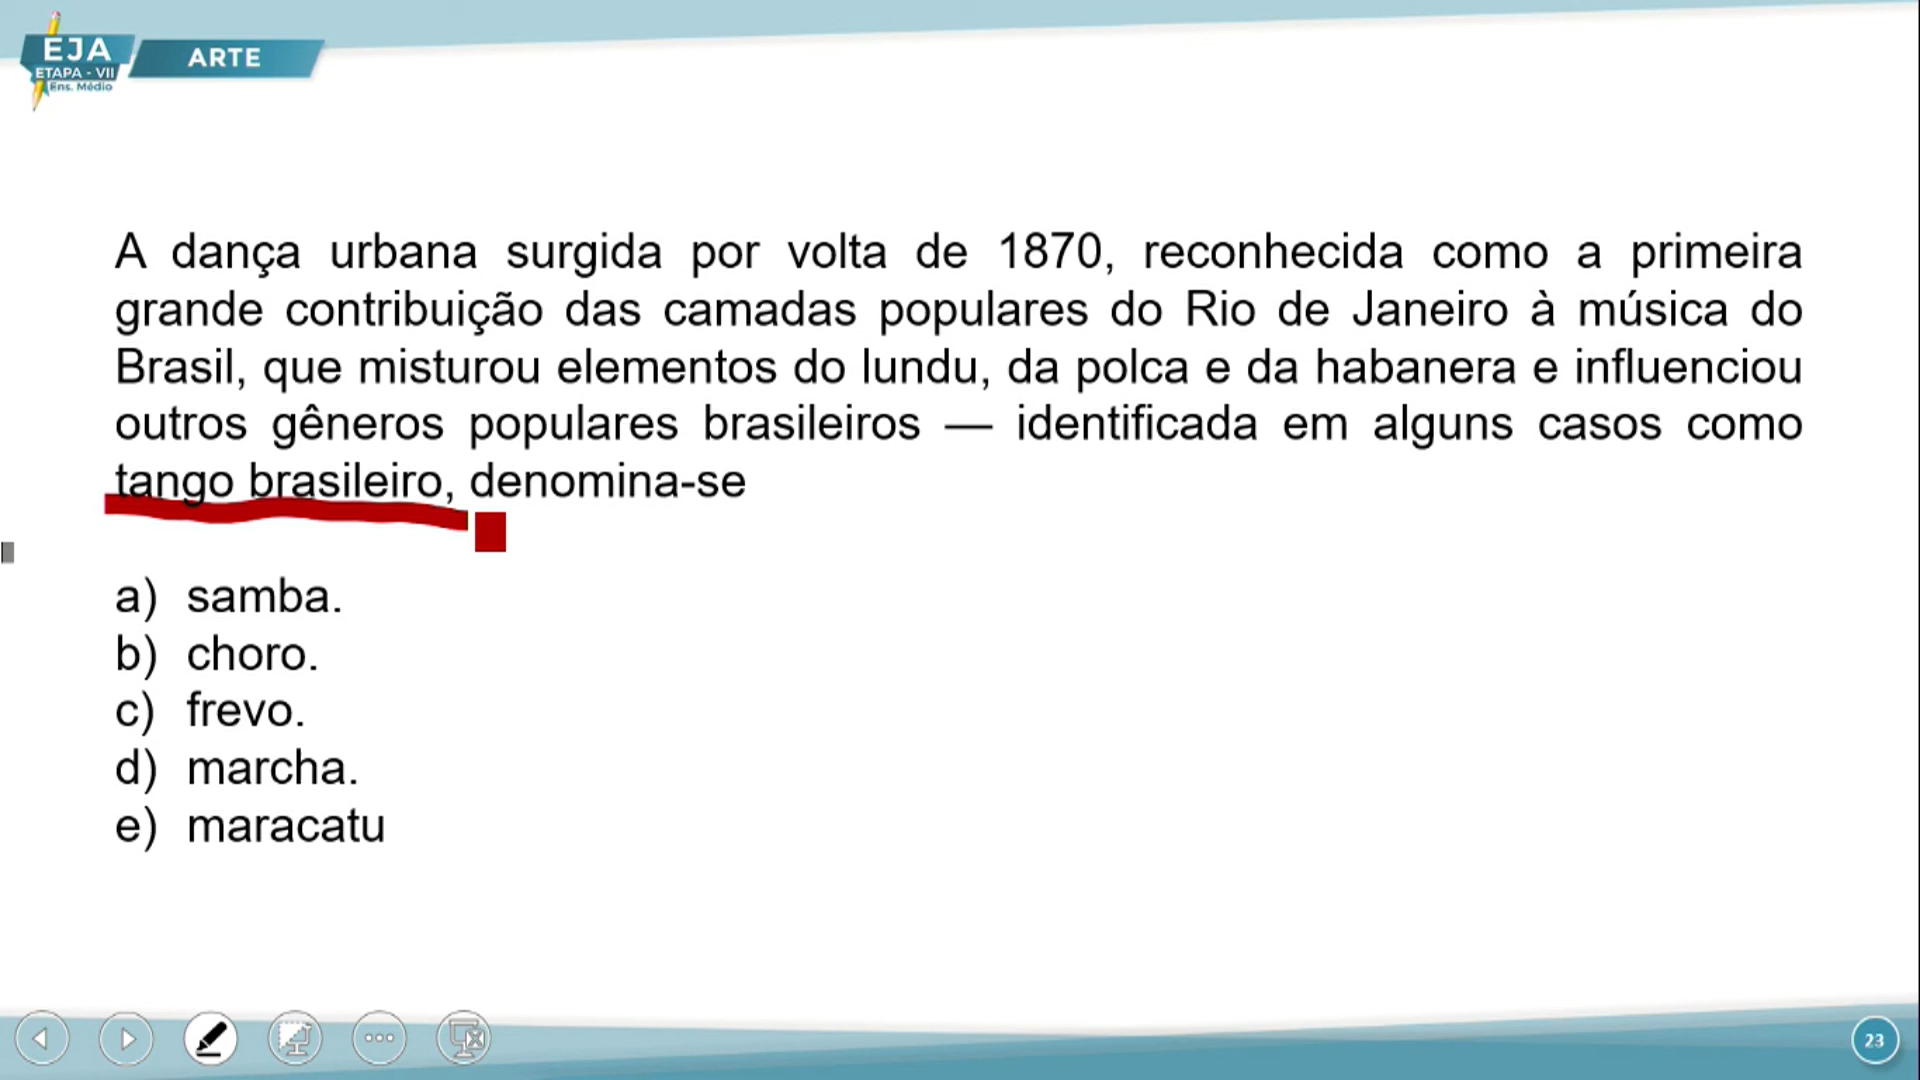 EJA
ETAPA - VII
Ens. Médio
ARTE
A dança urbana surgida por volta de 1870, reconhecida como a primeira
grande contribuição das camadas populares do Rio de Janeiro à música do
Brasil, que misturou elementos do lundu, da polca e da habanera e influenciou
outros gêneros populares brasileiros — identificada em alguns casos como
tango brasileiro, denomina-se
a) samba.
b) choro.
c) frevo.
d) marcha.
e) maracatu
23